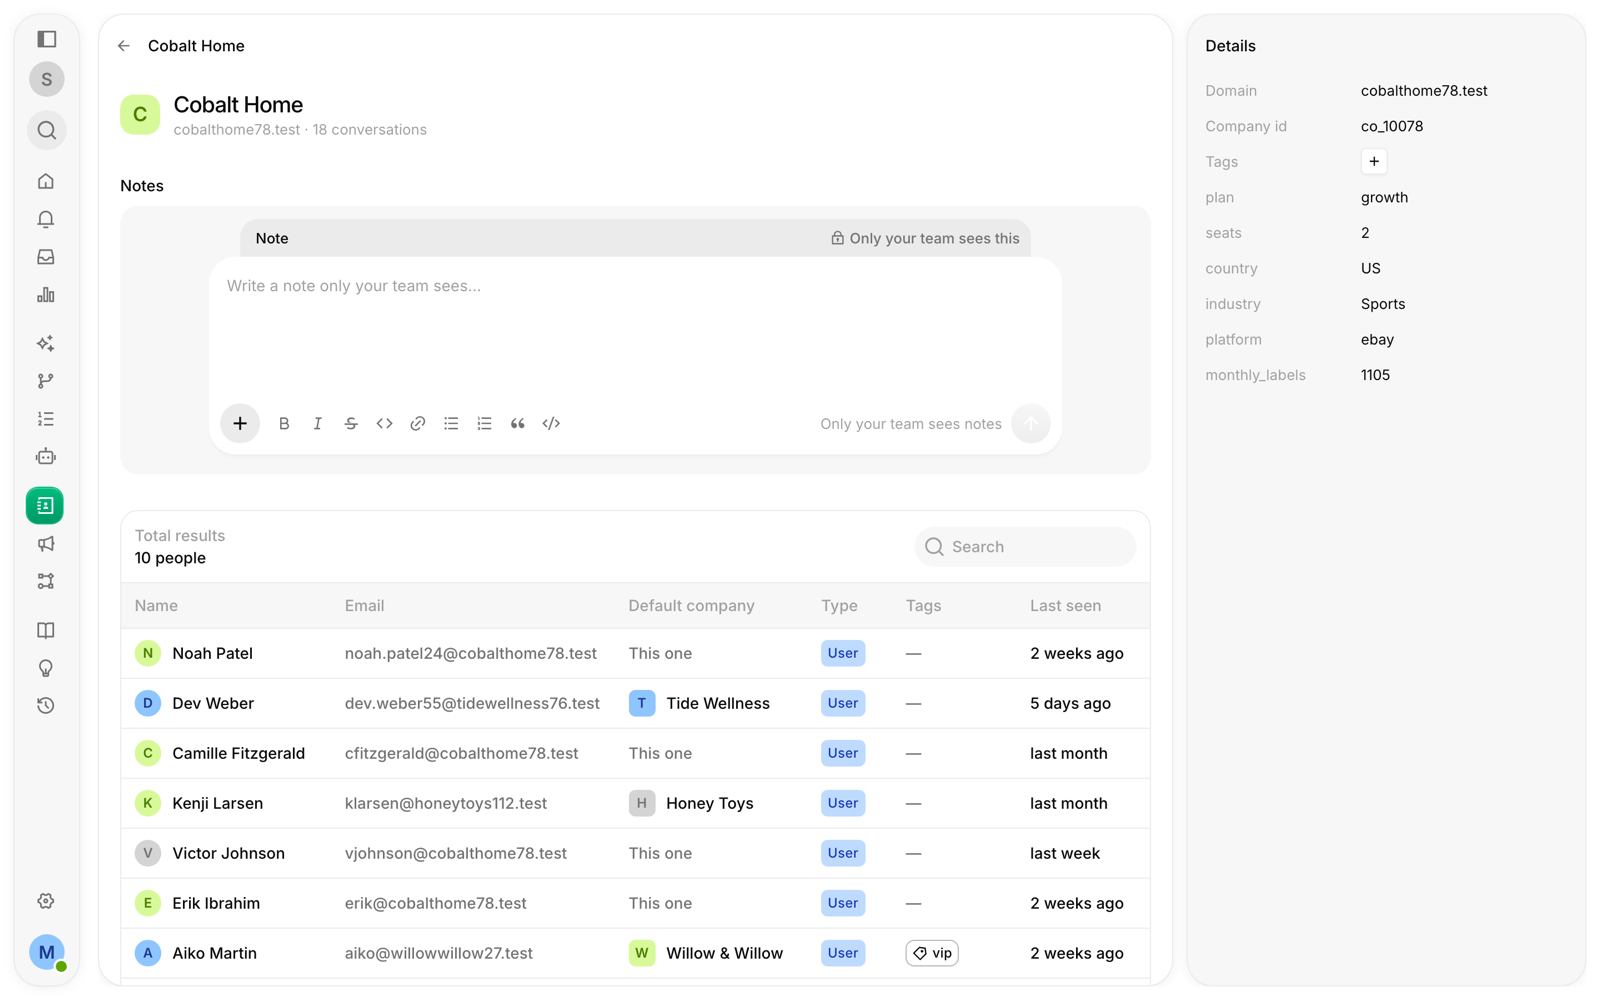 S
Cobalt Home
C
Cobalt Home
cobalthome78.test · 18 conversations
Notes
Note
Only your team sees this
Write a note only your team sees...
B I S
Only your team sees notes
Total results
10 people
Search
Name Email Default company Type Tags Last seen
N Noah Patel noah.patel24@cobalthome78.test This one User — 2 weeks ago
D Dev Weber dev.weber55@tidewellness76.test T Tide Wellness User — 5 days ago
C Camille Fitzgerald cfitzgerald@cobalthome78.test This one User — last month
K Kenji Larsen klarsen@honeytoys112.test H Honey Toys User — last month
V Victor Johnson vjohnson@cobalthome78.test This one User — last week
E Erik Ibrahim erik@cobalthome78.test This one User — 2 weeks ago
A Aiko Martin aiko@willowwillow27.test W Willow & Willow User vip 2 weeks ago
M
Details
Domain cobalthome78.test
Company id co_10078
Tags +
plan growth
seats 2
country US
industry Sports
platform ebay
monthly_labels 1105